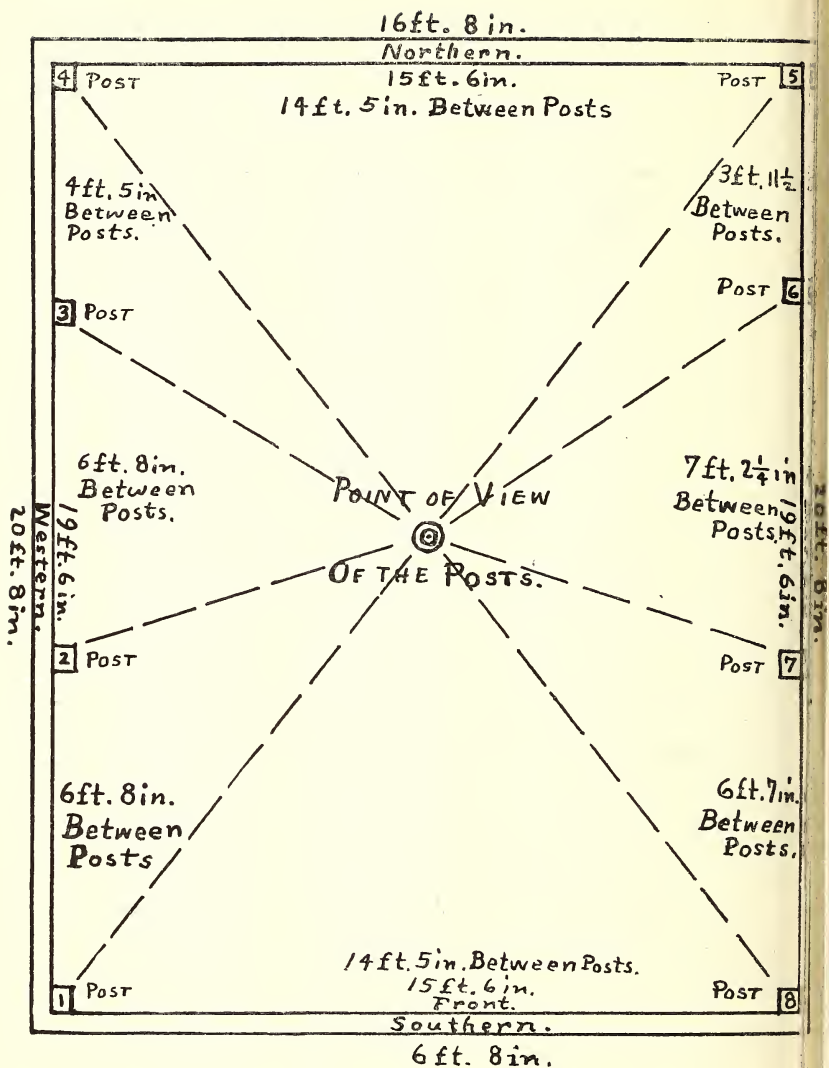 16ft. 8 in.
Northern.
15ft. 6in.
14ft. 5in. Between Posts
4 Post
Post 5
4ft. 5in
Between
Posts.
3ft. 11½
Between
Posts.
3 Post
Post 6
6ft. 8in.
Between
Posts.
7ft. 2¼in
Between
Posts.
Point of View
Of the Posts.
19ft. 6in.
Western.
20ft. 8in.
19ft. 6in.
20ft. 8in.
2 Post
Post 7
6ft. 8in.
Between
Posts
6ft. 7in.
Between
Posts.
14ft. 5in. Between Posts.
15ft. 6in.
Front.
1 Post
Post 8
Southern.
6ft. 8in.